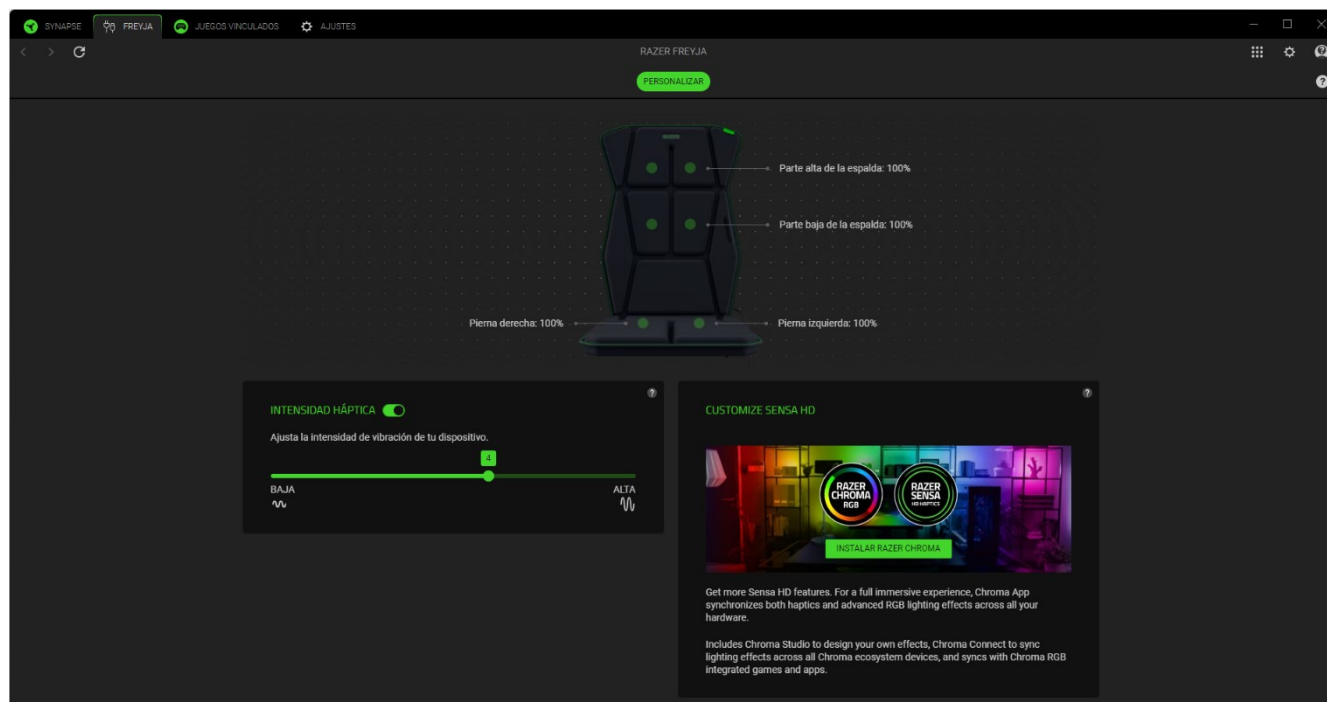 SYNAPSE FREYJA JUEGOS VINCULADOS AJUSTES
RAZER FREYJA
PERSONALIZAR
Parte alta de la espalda: 100%
Parte baja de la espalda: 100%
Pierna derecha: 100%
Pierna izquierda: 100%
INTENSIDAD HÁPTICA
Ajusta la intensidad de vibración de tu dispositivo.
4
BAJA
ALTA
CUSTOMIZE SENSA HD
RAZER
CHROMA
RGB
RAZER
SENSA
HD HAPTICS
INSTALAR RAZER CHROMA
Get more Sensa HD features. For a full immersive experience, Chroma App
synchronizes both haptics and advanced RGB lighting effects across all your
hardware.
Includes Chroma Studio to design your own effects, Chroma Connect to sync
lighting effects across all Chroma ecosystem devices, and syncs with Chroma RGB
integrated games and apps.